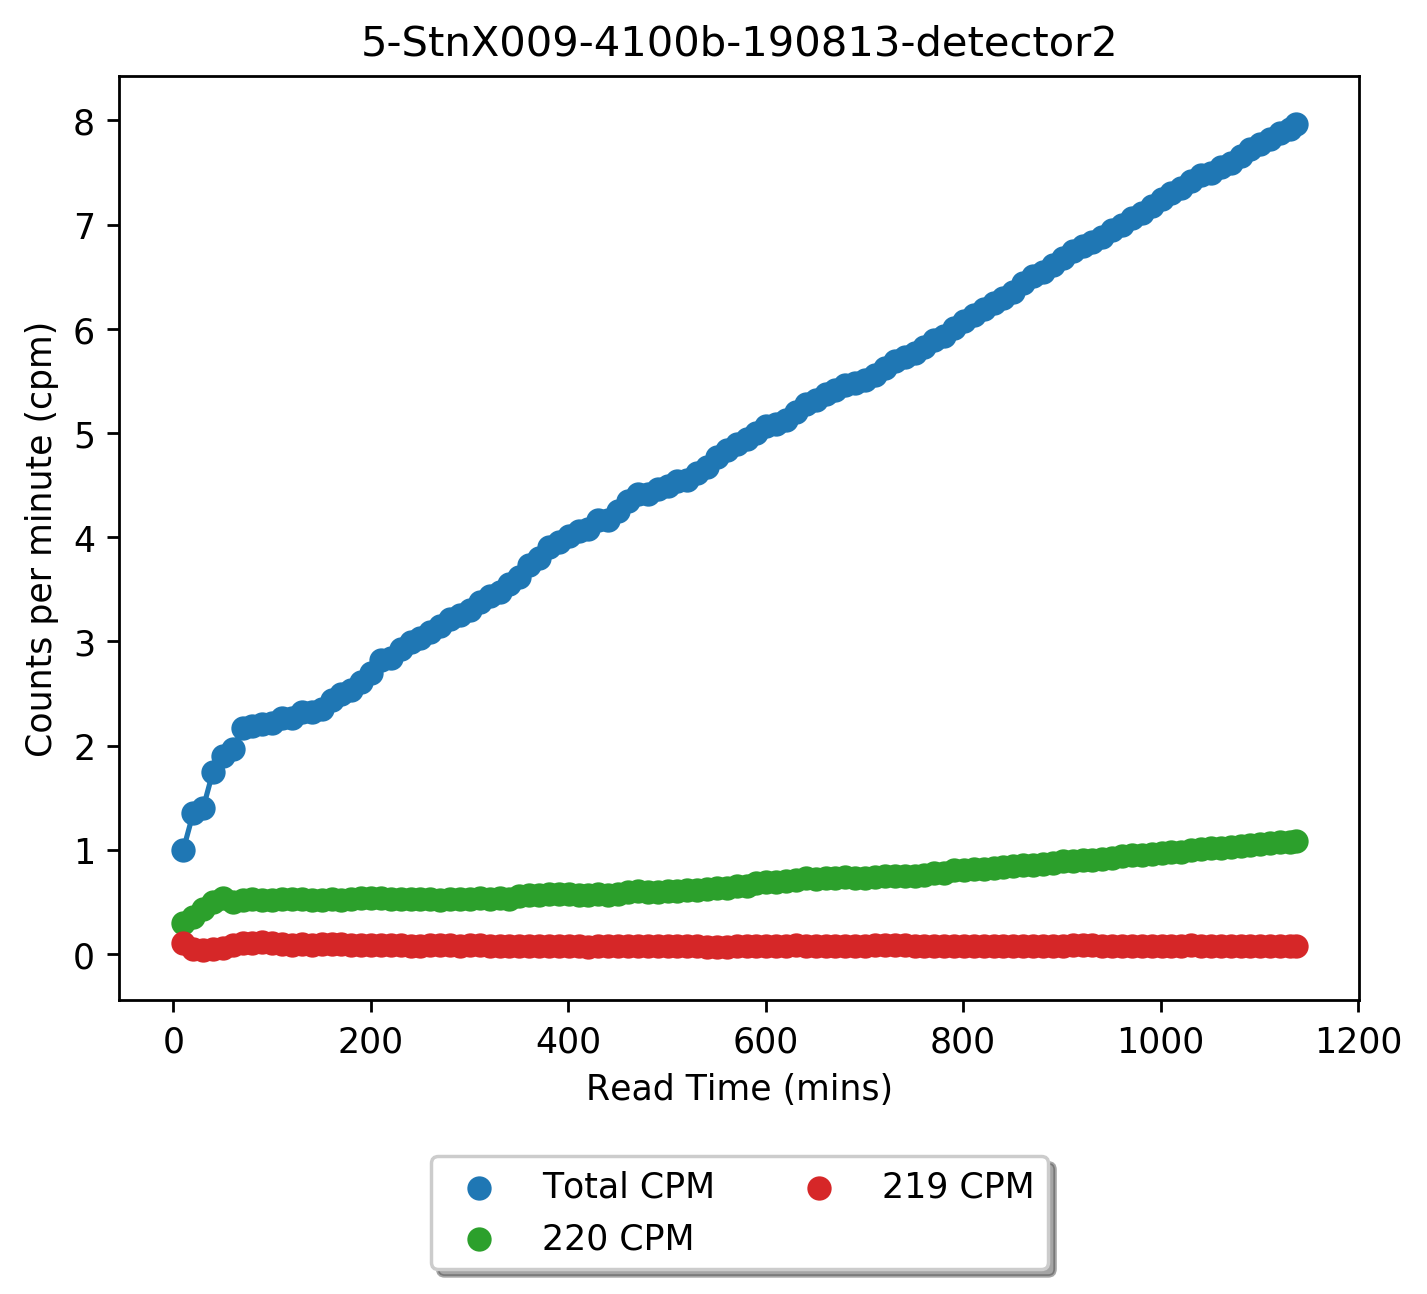 5-StnX009-4100b-190813-detector2
Counts per minute (cpm)
8
7
6
5
4
3
2
1
0
0 200 400 600 800 1000 1200
Read Time (mins)
Total CPM 219 CPM
220 CPM